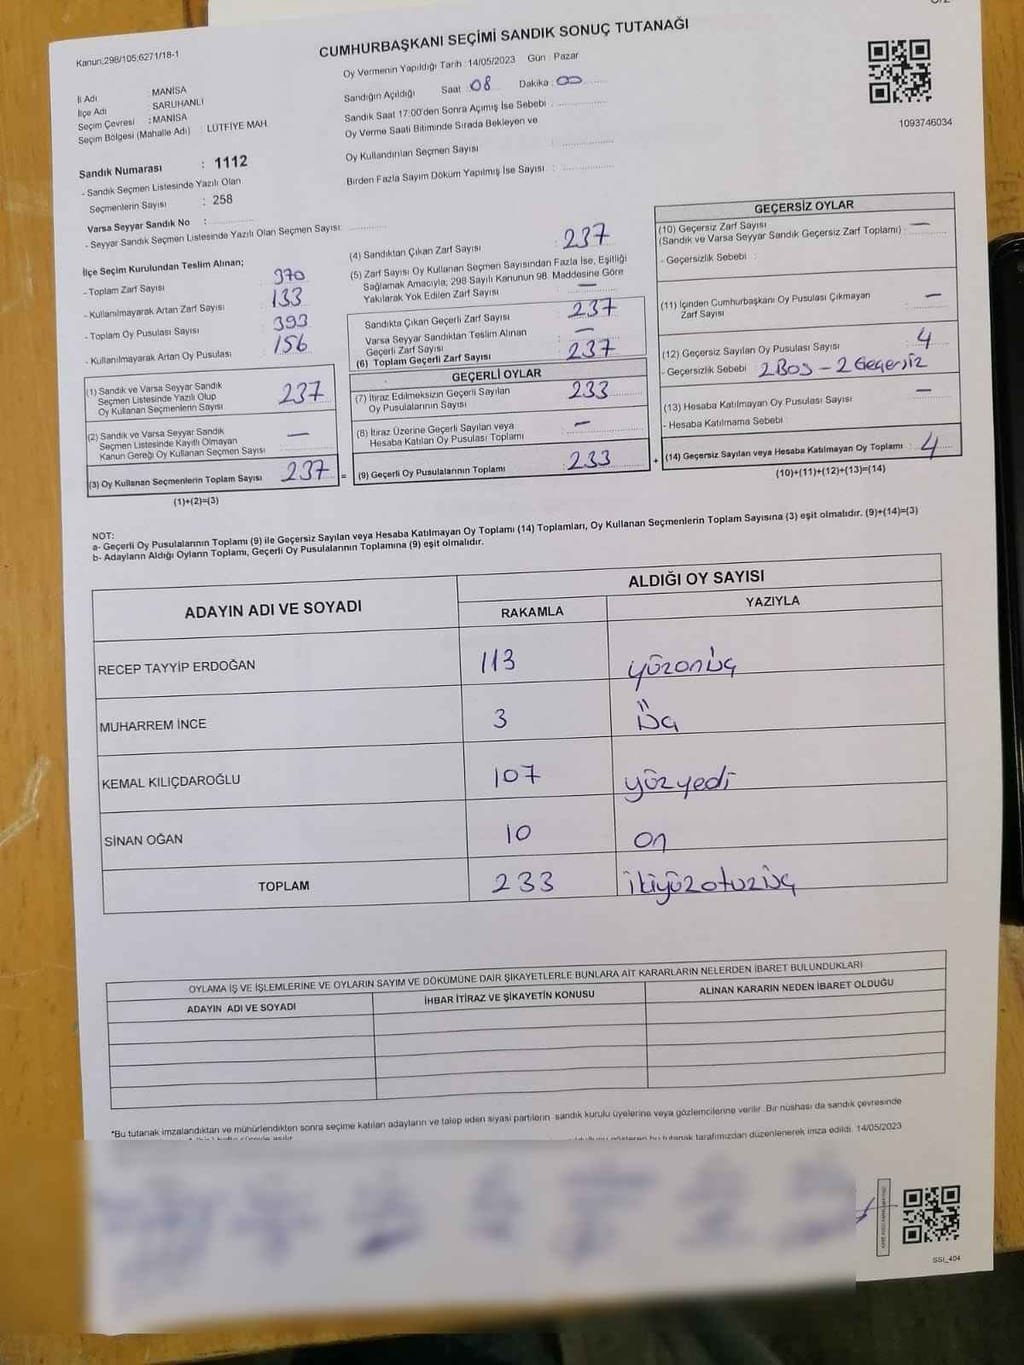 Kanun:298/105:6271/18-1
CUMHURBAŞKANI SEÇİMİ SANDIK SONUÇ TUTANAĞI
Oy Vermenin Yapıldığı Tarih :14/05/2023 Gün : Pazar
İl Adı MANİSA
İlçe Adı : SARUHANLI
Seçim Çevresi : MANİSA
Seçim Bölgesi (Mahalle Adı) : LÜTFİYE MAH.
Sandığın Açıldığı Saat 08 Dakika : 00
Sandık Saat 17:00'den Sonra Açımış İse Sebebi :
Oy Verme Saati Bitiminde Sırada Bekleyen ve
Oy Kullandırılan Seçmen Sayısı :
Birden Fazla Sayım Döküm Yapılmış İse Sayısı :
1093746034
Sandık Numarası : 1112
- Sandık Seçmen Listesinde Yazılı Olan
Seçmenlerin Sayısı : 258
Varsa Seyyar Sandık No :
- Seyyar Sandık Seçmen Listesinde Yazılı Olan Seçmen Sayısı:
İlçe Seçim Kurulundan Teslim Alınan;
- Toplam Zarf Sayısı 370
- Kullanılmayarak Artan Zarf Sayısı : 133
- Toplam Oy Pusulası Sayısı 393
- Kullanılmayarak Artan Oy Pusulası : 156
(1) Sandık ve Varsa Seyyar Sandık
Seçmen Listesinde Yazılı Olup
Oy Kullanan Seçmenlerin Sayısı 237
(2) Sandık ve Varsa Seyyar Sandık
Seçmen Listesinde Kayıtlı Olmayan
Kanun Gereği Oy Kullanan Seçmen Sayısı : —
(3) Oy Kullanan Seçmenlerin Toplam Sayısı 237 =
(1)+(2)=(3)
(4) Sandıktan Çıkan Zarf Sayısı : 237
(5) Zarf Sayısı Oy Kullanan Seçmen Sayısından Fazla İse, Eşitliği
Sağlamak Amacıyla; 298 Sayılı Kanunun 98. Maddesine Göre
Yakılarak Yok Edilen Zarf Sayısı : —
Sandıkta Çıkan Geçerli Zarf Sayısı : 237
Varsa Seyyar Sandıktan Teslim Alınan
Geçerli Zarf Sayısı : —
(6) Toplam Geçerli Zarf Sayısı : 237
GEÇERLİ OYLAR
(7) İtiraz Edilmeksizin Geçerli Sayılan
Oy Pusulalarının Sayısı : 233
(8) İtiraz Üzerine Geçerli Sayılan veya
Hesaba Katılan Oy Pusulası Toplamı : —
(9) Geçerli Oy Pusulalarının Toplamı : 233 +
GEÇERSİZ OYLAR
(10) Geçersiz Zarf Sayısı
(Sandık ve Varsa Seyyar Sandık Geçersiz Zarf Toplamı) : —
- Geçersizlik Sebebi :
(11) İçinden Cumhurbaşkanı Oy Pusulası Çıkmayan
Zarf Sayısı : —
(12) Geçersiz Sayılan Oy Pusulası Sayısı : 4
- Geçersizlik Sebebi 2 Boş - 2 Geçersiz
(13) Hesaba Katılmayan Oy Pusulası Sayısı : —
- Hesaba Katılmama Sebebi
(14) Geçersiz Sayılan veya Hesaba Katılmayan Oy Toplamı : 4
(10)+(11)+(12)+(13)=(14)
NOT:
a- Geçerli Oy Pusulalarının Toplamı (9) ile Geçersiz Sayılan veya Hesaba Katılmayan Oy Toplamı (14) Toplamları, Oy Kullanan Seçmenlerin Toplam Sayısına (3) eşit olmalıdır. (9)+(14)=(3)
b- Adayların Aldığı Oyların Toplamı, Geçerli Oy Pusulalarının Toplamına (9) eşit olmalıdır.
ADAYIN ADI VE SOYADI ALDIĞI OY SAYISI
RAKAMLA YAZIYLA
RECEP TAYYİP ERDOĞAN 113 yüzonüç
MUHARREM İNCE 3 Üç
KEMAL KILIÇDAROĞLU 107 yüzyedi
SİNAN OĞAN 10 On
TOPLAM 233 ikiyüzotuzüç
OYLAMA İŞ VE İŞLEMLERİNE VE OYLARIN SAYIM VE DÖKÜMÜNE DAİR ŞİKAYETLERLE BUNLARA AİT KARARLARIN NELERDEN İBARET BULUNDUKLARI
ADAYIN ADI VE SOYADI İHBAR İTİRAZ VE ŞİKAYETİN KONUSU ALINAN KARARIN NEDEN İBARET OLDUĞU
*Bu tutanak imzalandıktan ve mühürlendikten sonra seçime katılan adayların ve talep eden siyasi partilerin sandık kurulu üyelerine veya gözlemcilerine verilir. Bir nüshası da sandık çevresinde
bu tutanak tarafımızdan düzenlenerek imza edildi. 14/05/2023
SSI_404